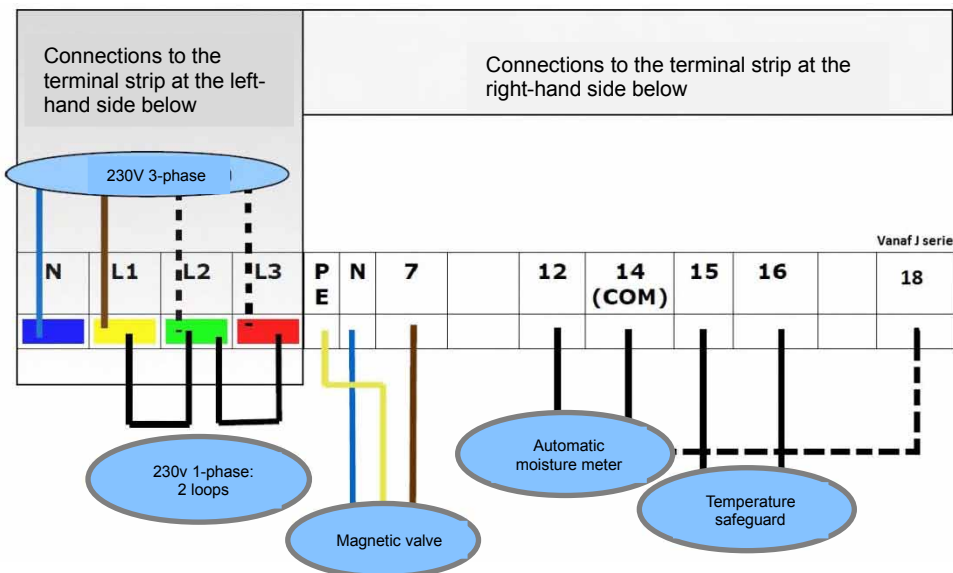 Connections to the
terminal strip at the left-
hand side below
Connections to the terminal strip at the
right-hand side below
230V 3-phase
Vanaf J serie
N
L1
L2
L3
P
E
N
7
12
14
(COM)
15
16
18
230v 1-phase:
2 loops
Automatic
moisture meter
Magnetic valve
Temperature
safeguard